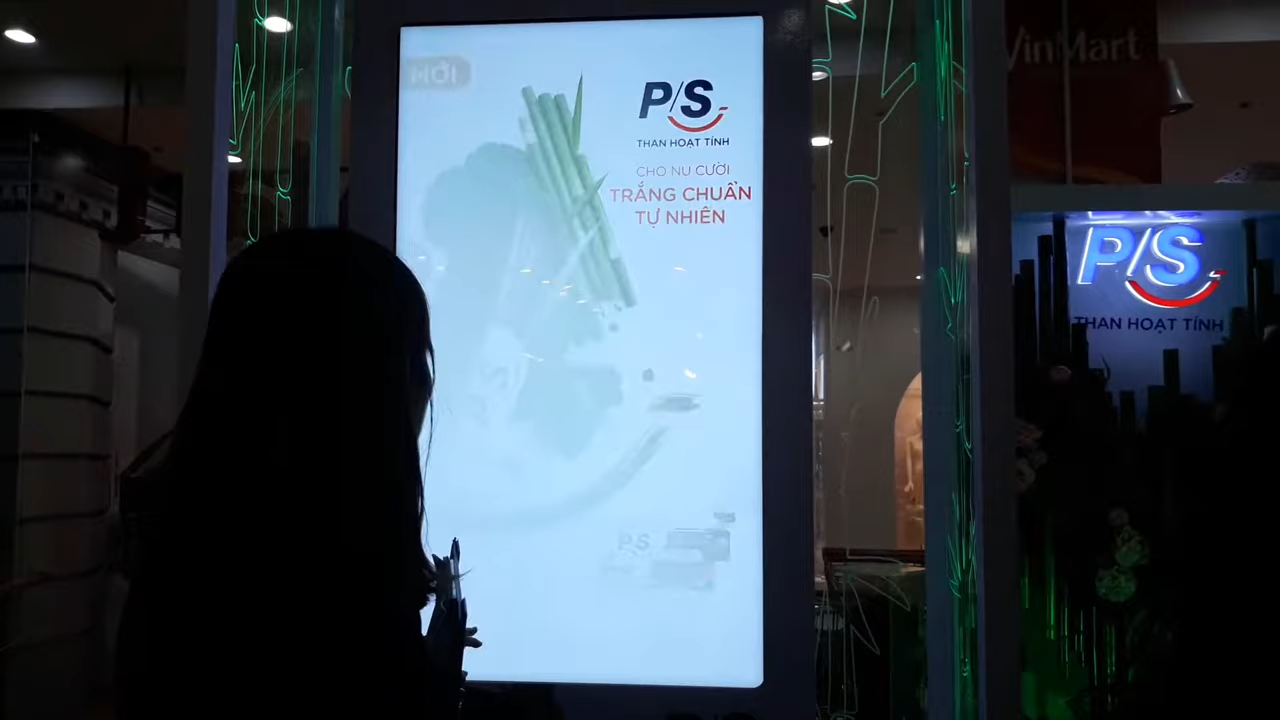 MỚI
P/S
THAN HOẠT TÍNH
CHO NỤ CƯỜI
TRẮNG CHUẨN
TỰ NHIÊN
P/S
VinMart
P/S
THAN HOẠT TÍNH